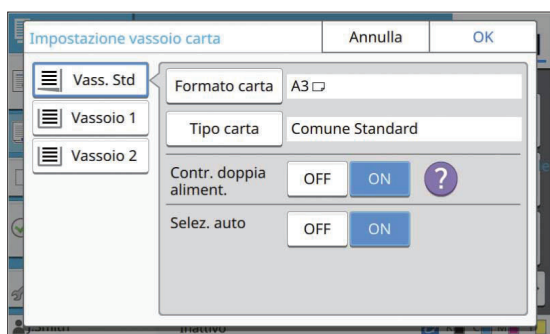 Impostazione vassoio carta
Annulla
OK
Vass. Std
Formato carta
A3
Vassoio 1
Tipo carta
Comune Standard
Vassoio 2
Contr. doppia
aliment.
OFF
ON
?
Selez. auto
OFF
ON
Inattivo